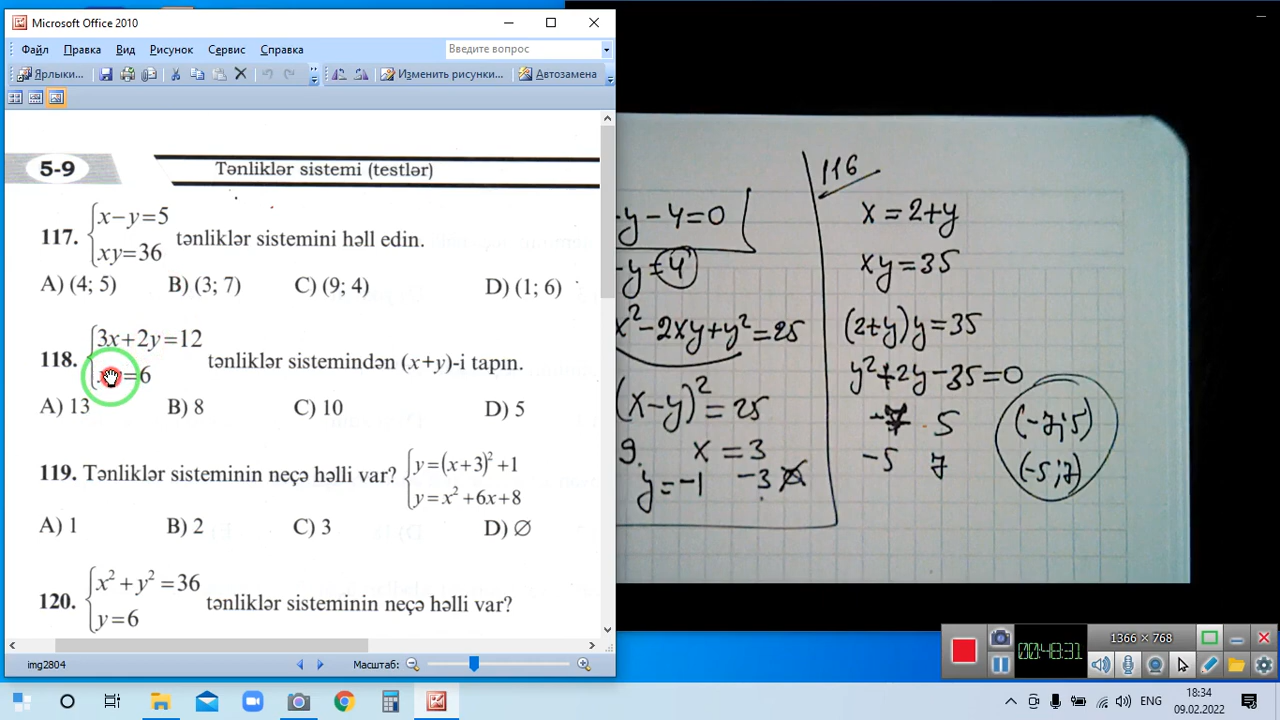 Microsoft Office 2010
Файл Правка Вид Рисунок Сервис Справка
Введите вопрос
Ярлыки... Изменить рисунки... Автозамена
5-9 Tənliklər sistemi (testlər)
x−y=5
117. tənliklər sistemini həll edin.
xy=36
A) (4; 5) B) (3; 7) C) (9; 4) D) (1; 6)
3x+2y=12
118. tənliklər sistemindən (x+y)-i tapın.
=6
A) 13 B) 8 C) 10 D) 5
y=(x+3)²+1
119. Tənliklər sisteminin neçə həlli var?
y=x²+6x+8
A) 1 B) 2 C) 3 D) ∅
x²+y²=36
120. tənliklər sisteminin neçə həlli var?
y=6
img2804 Масштаб:
-y-4=0
-y=4
x²-2xy+y²=25
(x-y)²=25
9. x=3
y=-1 -3
116
x=2+y
xy=35
(2+y)y=35
y²+2y-35=0
-7 5
-5 7
(-7;5)
(-5;7)
1366 × 768
00:48:31
ENG
18:34
09.02.2022